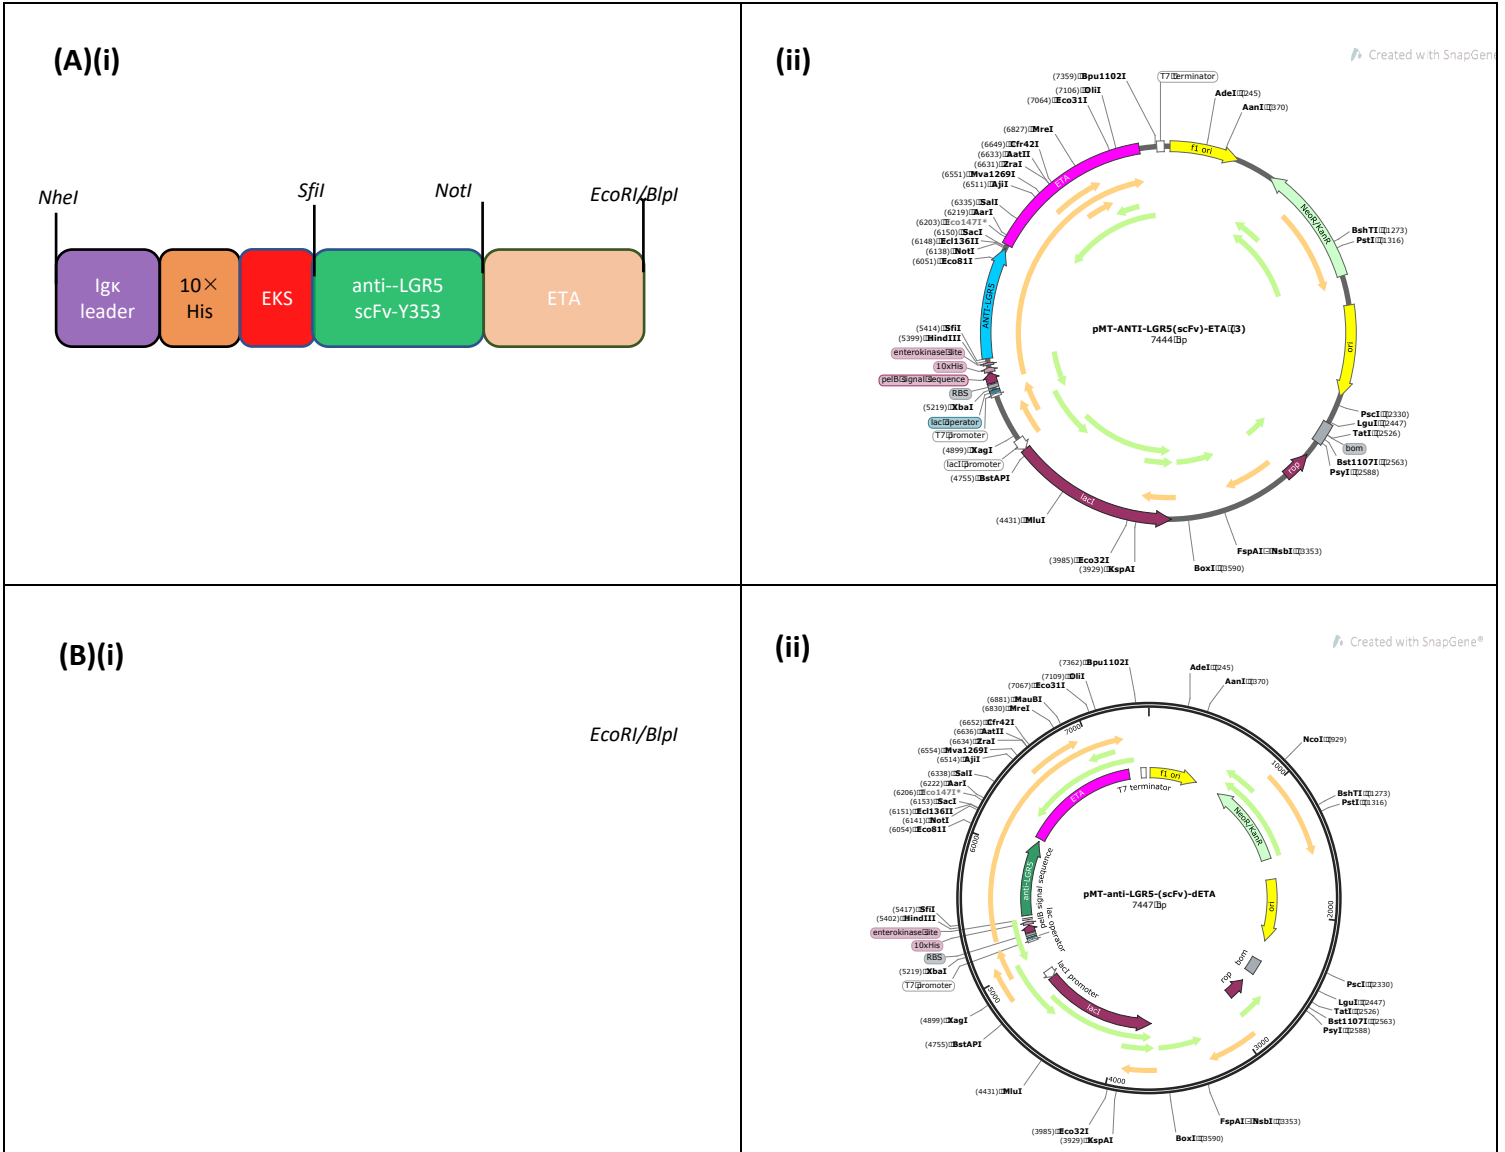 (A)(i)
NheI
SfiI
NotI
EcoRI/BlpI
Igκ
leader
10×
His
EKS
anti--LGR5
scFv-Y353
ETA
(ii)
Created with SnapGene
(7359) Bpu1102I
T7 terminator
(7106) OliI
(7064) Eco31I
AdeI (245)
AanI (370)
(6827) MreI
(6649) Cfr42I
(6633) AatII
(6631) ZraI
(6551) Mva1269I
(6511) AjiI
(6335) SalI
(6219) AarI
(6203) Eco147I*
(6150) SacI
(6148) Ecl136II
(6138) NotI
(6051) Eco81I
f1 ori
ETA
NeoR/KanR
BshTI (1273)
PstI (1316)
ANTI-LGR5
(5414) SfiI
(5399) HindIII
enterokinase site
10xHis
pelB signal sequence
RBS
(5219) XbaI
lac operator
T7 promoter
(4899) XagI
lacI promoter
(4755) BstAPI
pMT-ANTI-LGR5(scFv)-ETA (3)
7444 bp
ori
PscI (2330)
LguI (2447)
TatI (2526)
bom
Bst1107I (2563)
PsyI (2588)
rop
lacI
(4431) MluI
(3985) Eco32I
(3929) KspAI
FspAI - NsbI (3353)
BoxI (3590)
(B)(i)
EcoRI/BlpI
(ii)
Created with SnapGene®
(7362) Bpu1102I
(7109) OliI
(7067) Eco31I
(6881) MauBI
(6830) MreI
(6652) Cfr42I
(6636) AatII
(6634) ZraI
(6554) Mva1269I
(6514) AjiI
(6338) SalI
(6222) AarI
(6206) Eco147I*
(6153) SacI
(6151) Ecl136II
(6141) NotI
(6054) Eco81I
AdeI (245)
AanI (370)
NcoI (929)
BshTI (1273)
PstI (1316)
7000
1000
6000
2000
5000
3000
4000
f1 ori
T7 terminator
ETA
NeoR/KanR
anti-LGR5
pelB signal sequence
lac operator
pMT-anti-LGR5-(scFv)-dETA
7447 bp
ori
(5417) SfiI
(5402) HindIII
enterokinase site
10xHis
RBS
(5219) XbaI
T7 promoter
(4899) XagI
(4755) BstAPI
lacI promoter
lacI
bom
rop
PscI (2330)
LguI (2447)
TatI (2526)
Bst1107I (2563)
PsyI (2588)
(4431) MluI
(3985) Eco32I
(3929) KspAI
FspAI - NsbI (3353)
BoxI (3590)